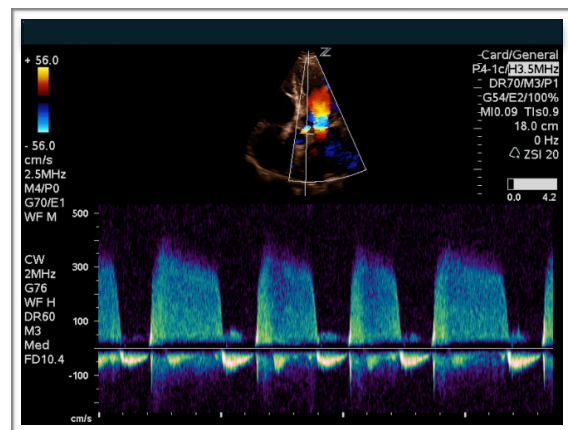 + 56.0
- 56.0
cm/s
2.5MHz
M4/P0
G70/E1
WF M
Z
Card/General
P4-1c/H3.5MHz
DR70/M3/P1
G54/E2/100%
MI0.09 TIs0.9
18.0 cm
0 Hz
ZSI 20
0.0 4.2
CW
2MHz
G76
WF H
DR60
M3
Med
FD10.4
500
300
100
-100
cm/s